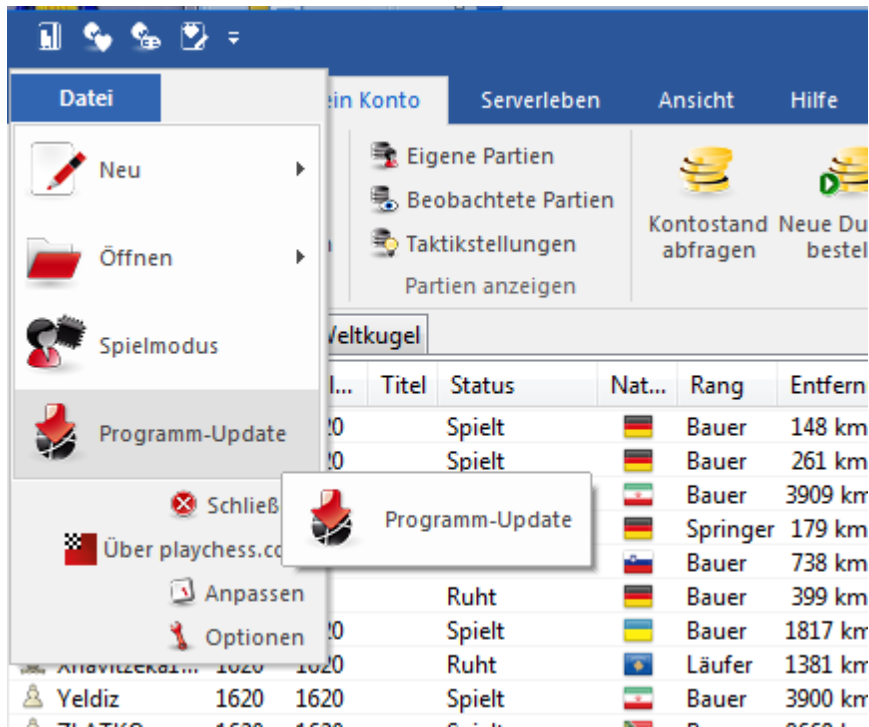 Datei
ein Konto
Serverleben
Ansicht
Hilfe
Neu
Öffnen
Spielmodus
Programm-Update
Schließ
Über playchess.co
Anpassen
Optionen
Programm-Update
Eigene Partien
Beobachtete Partien
Taktikstellungen
Partien anzeigen
Kontostand
abfragen
Neue Du
bestel
Weltkugel
l... Titel Status Nat... Rang Entfern
20 Spielt Bauer 148 km
20 Spielt Bauer 261 km
Bauer 3909 km
Springer 179 km
Bauer 738 km
Ruht Bauer 399 km
20 Spielt Bauer 1817 km
1620 1620 Ruht Läufer 1381 km
Yeldiz 1620 1620 Spielt Bauer 3900 km